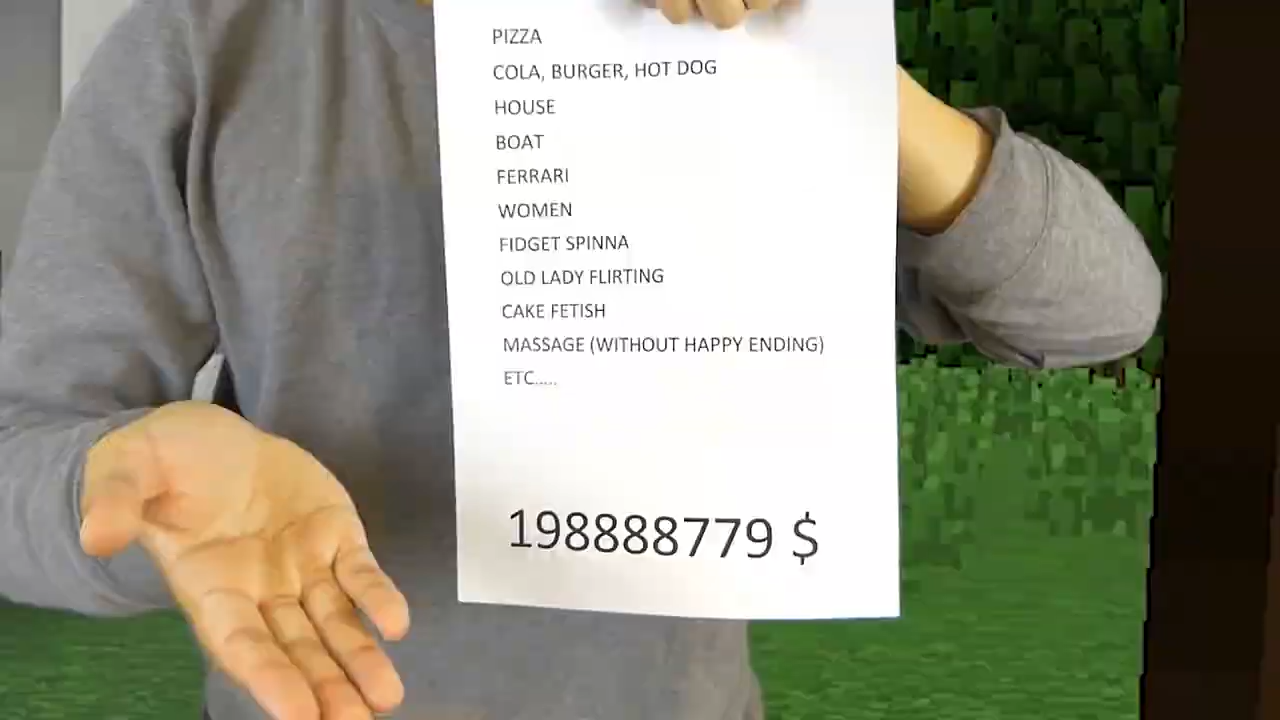 PIZZA
COLA, BURGER, HOT DOG
HOUSE
BOAT
FERRARI
WOMEN
FIDGET SPINNA
OLD LADY FLIRTING
CAKE FETISH
MASSAGE (WITHOUT HAPPY ENDING)
ETC.....
198888779 $